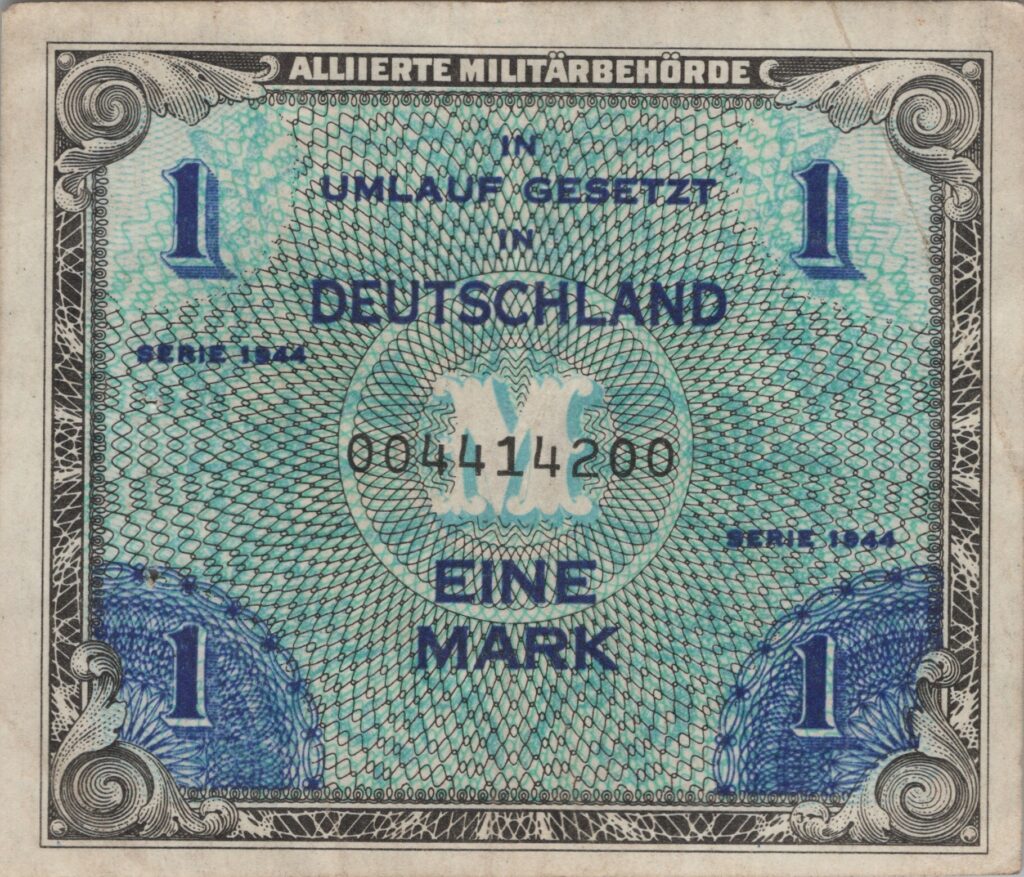 ALLIIERTE MILITÄRBEHÖRDE
IN
UMLAUF GESETZT
IN
DEUTSCHLAND
1
1
SERIE 1944
M
004414200
SERIE 1944
EINE
MARK
1
1